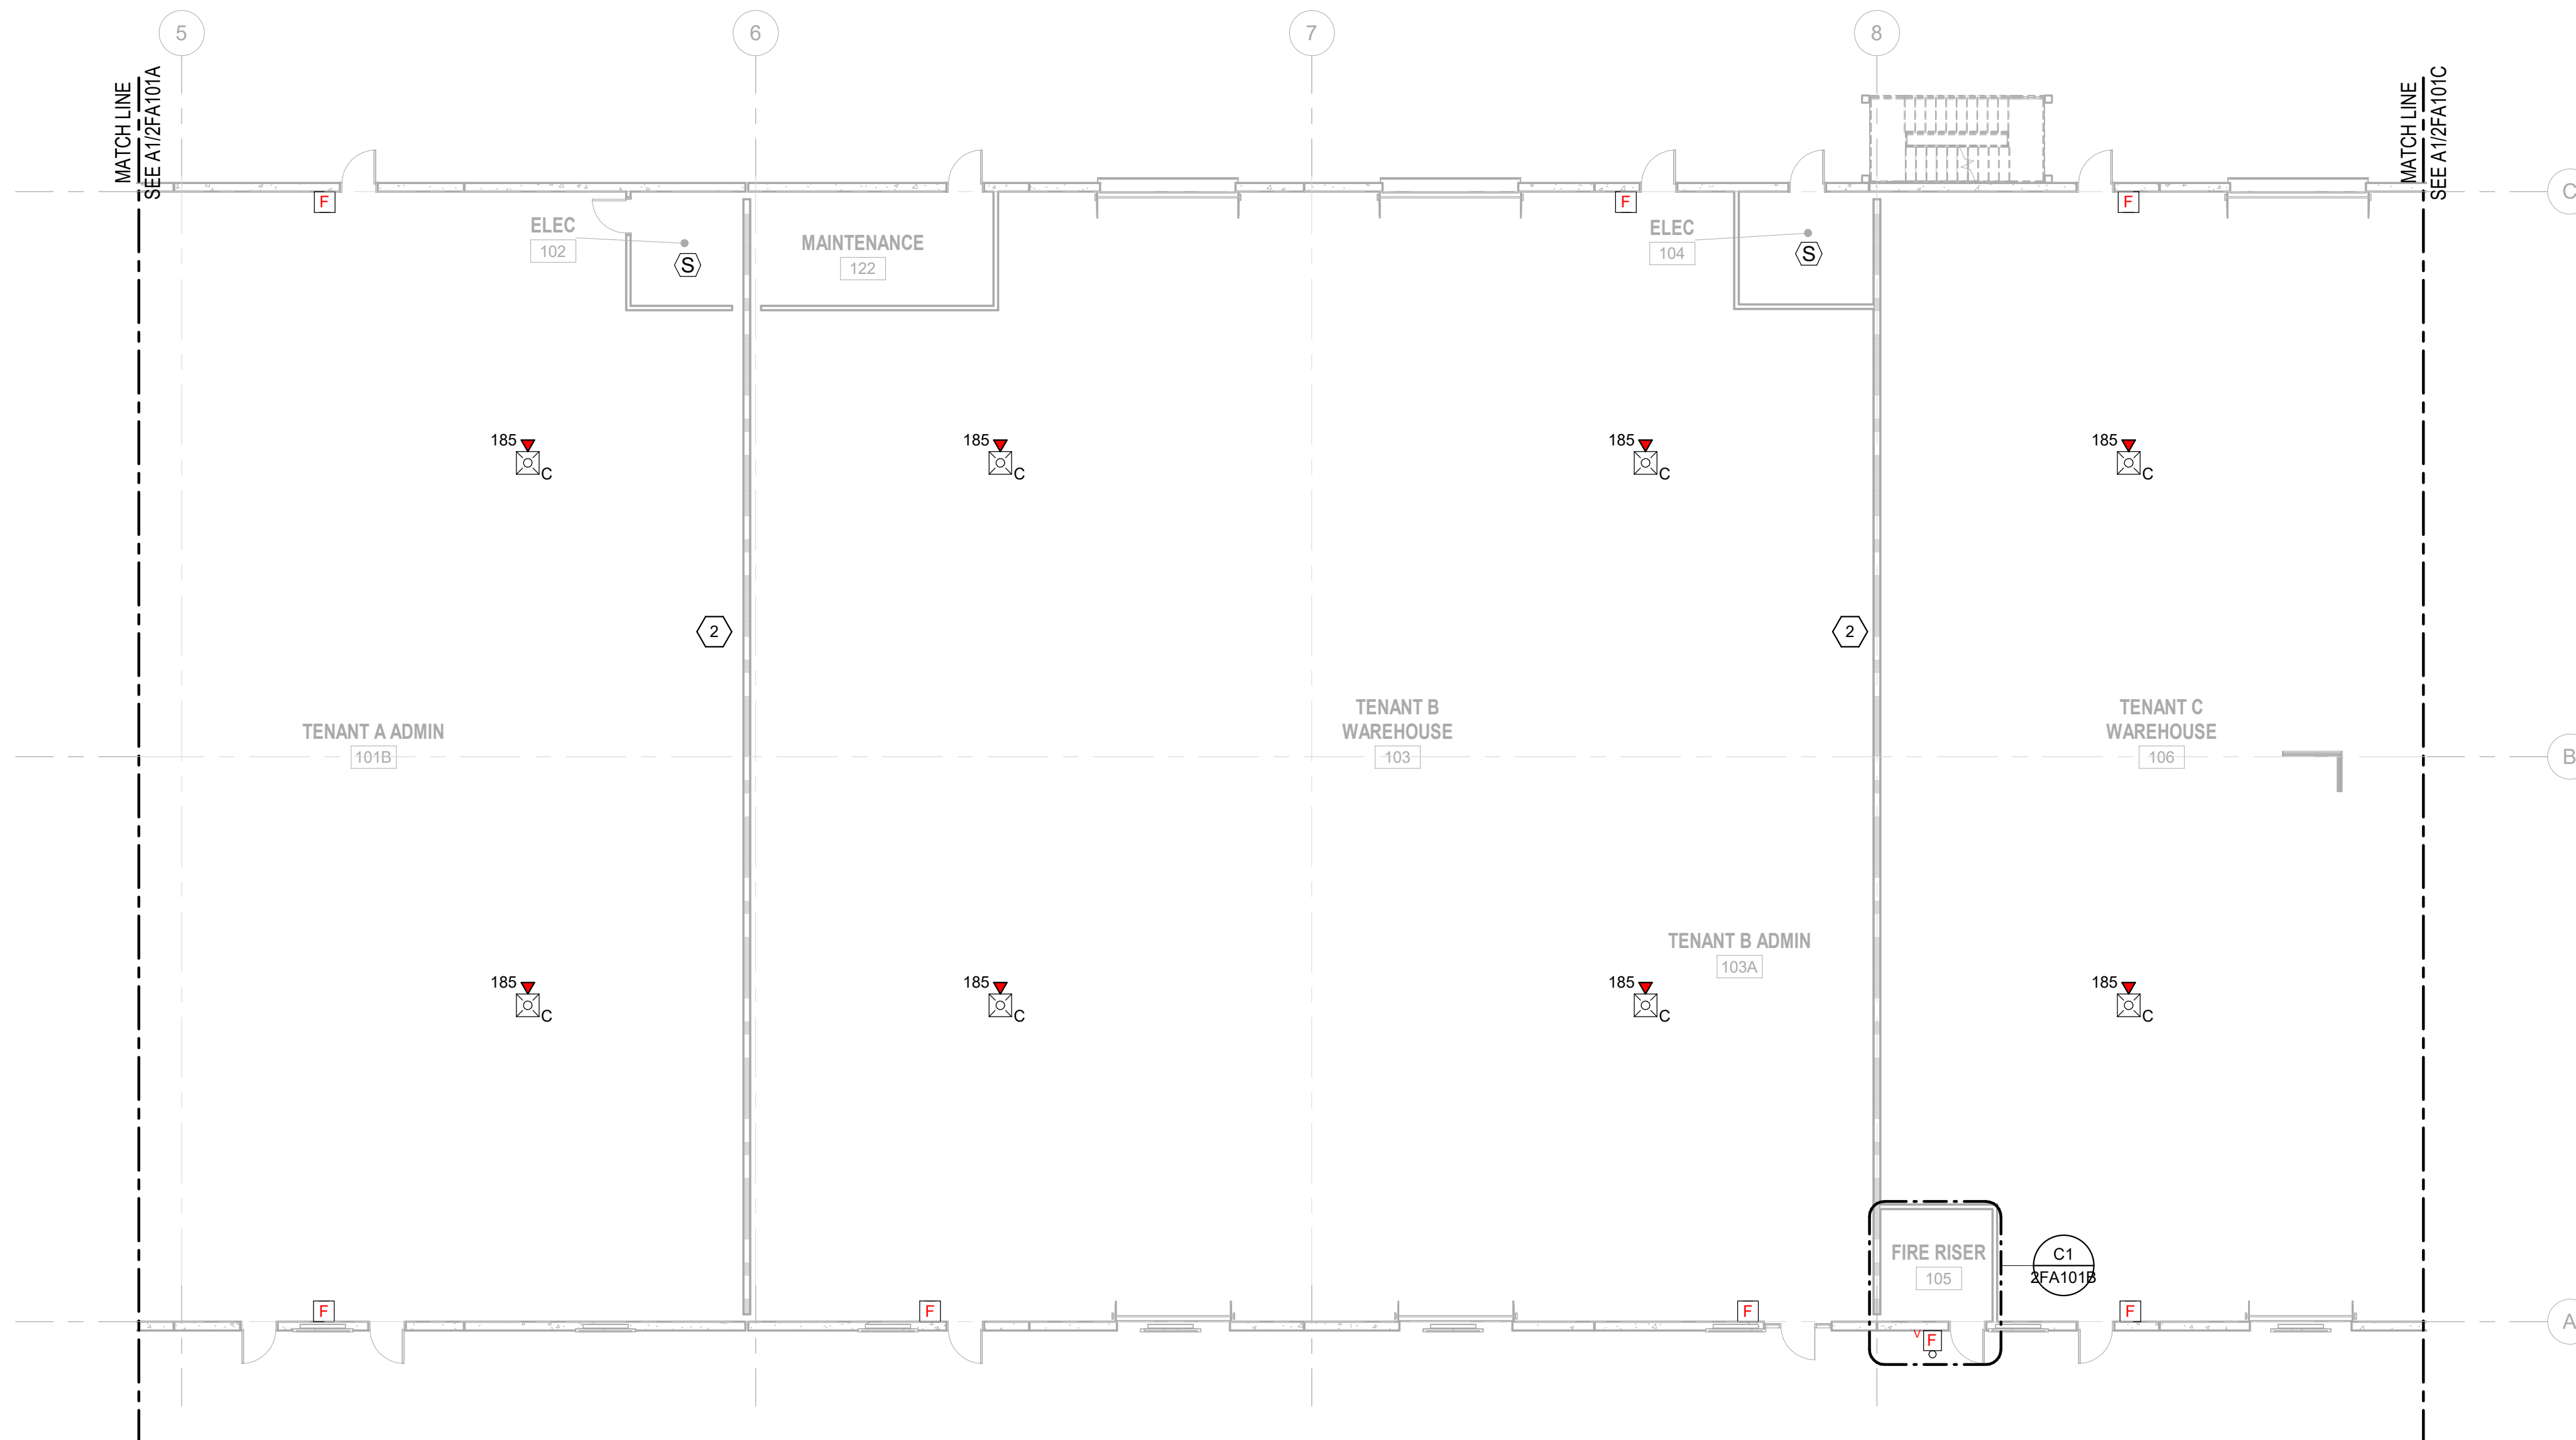 5 6 7 8
MATCH LINE
SEE A1/2FA101A
MATCH LINE
SEE A1/2FA101C
C
F F F
ELEC
102
S
MAINTENANCE
122
ELEC
104
S
185 185 185 185
C C C C
2 2
TENANT A ADMIN
101B
TENANT B
WAREHOUSE
103
TENANT C
WAREHOUSE
106
B
TENANT B ADMIN
103A
185 185 185 185
C C C C
FIRE RISER
105
C1
2FA101B
F F F F
A
V F